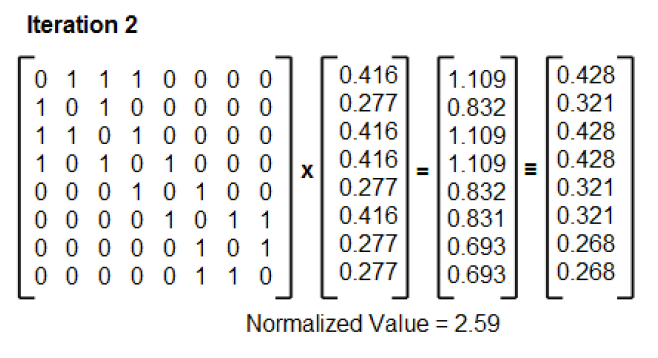 Iteration 2
0 1 1 1 0 0 0 0 0.416 1.109 0.428
1 0 1 0 0 0 0 0 0.277 0.832 0.321
1 1 0 1 0 0 0 0 0.416 1.109 0.428
1 0 1 0 1 0 0 0 x 0.416 = 1.109 ≡ 0.428
0 0 0 1 0 1 0 0 0.277 0.832 0.321
0 0 0 0 1 0 1 1 0.416 0.831 0.321
0 0 0 0 0 1 0 1 0.277 0.693 0.268
0 0 0 0 0 1 1 0 0.277 0.693 0.268
Normalized Value = 2.59